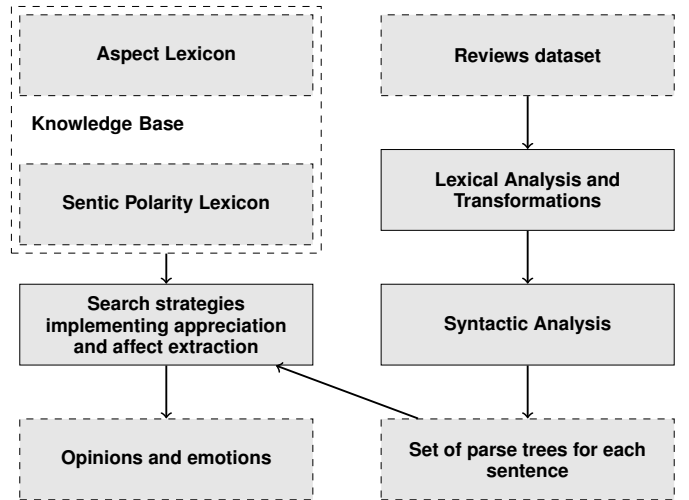 Aspect Lexicon
Knowledge Base
Sentic Polarity Lexicon
Search strategies
implementing appreciation
and affect extraction
Opinions and emotions
Reviews dataset
Lexical Analysis and
Transformations
Syntactic Analysis
Set of parse trees for each
sentence